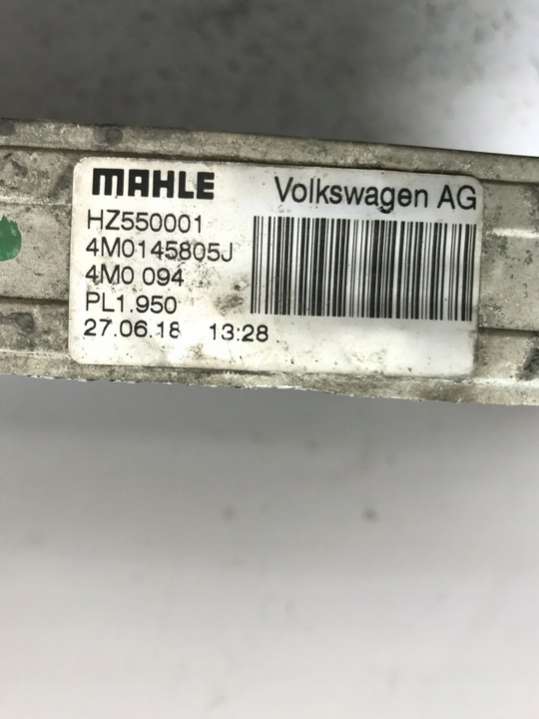 MAHLE Volkswagen AG
HZ550001
4M0145805J
4M0 094
PL1.950
27.06.18 13:28